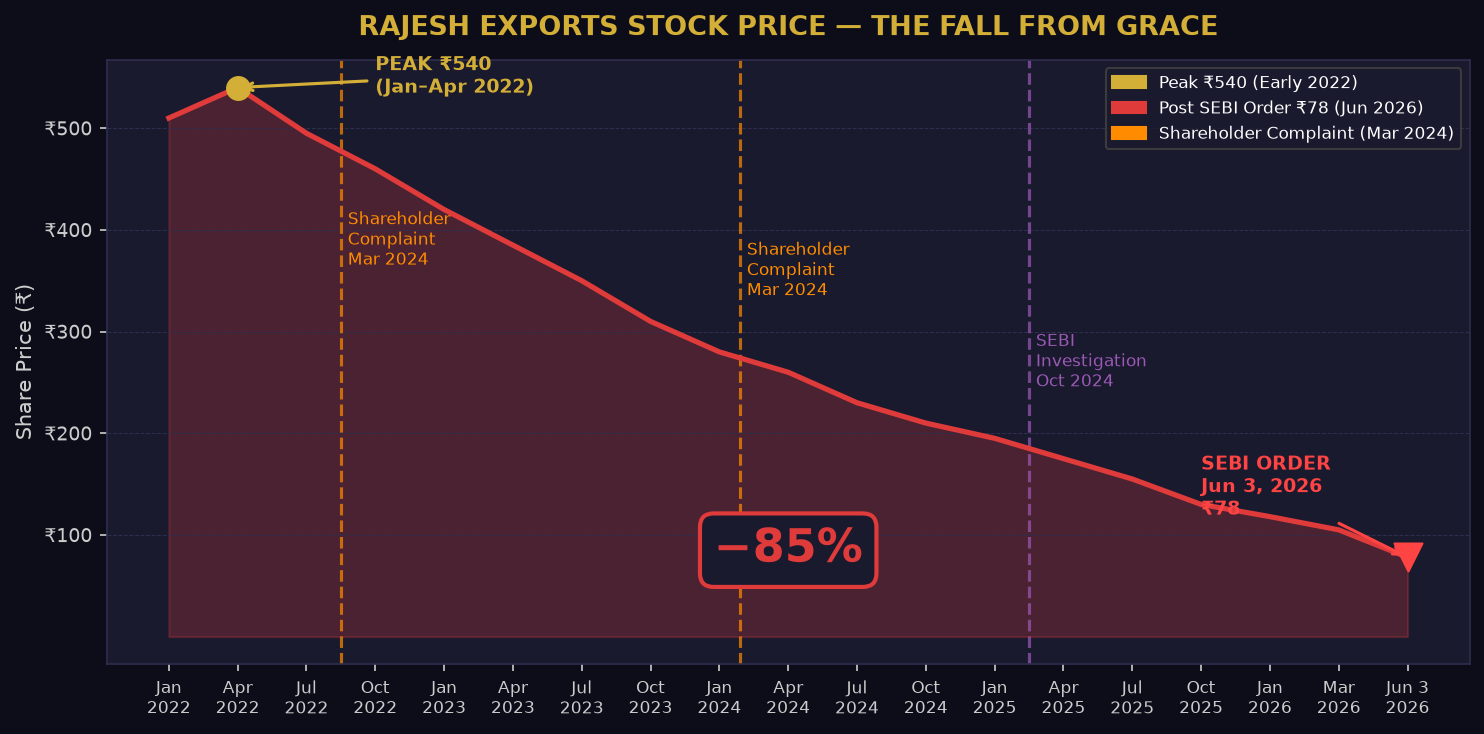 RAJESH EXPORTS STOCK PRICE — THE FALL FROM GRACE
PEAK ₹540
(Jan–Apr 2022)
Peak ₹540 (Early 2022)
Post SEBI Order ₹78 (Jun 2026)
Shareholder Complaint (Mar 2024)
Share Price (₹)
₹500
₹400
₹300
₹200
₹100
Shareholder
Complaint
Mar 2024
Shareholder
Complaint
Mar 2024
SEBI
Investigation
Oct 2024
SEBI ORDER
Jun 3, 2026
₹78
−85%
Jan
2022
Apr
2022
Jul
2022
Oct
2022
Jan
2023
Apr
2023
Jul
2023
Oct
2023
Jan
2024
Apr
2024
Jul
2024
Oct
2024
Jan
2025
Apr
2025
Jul
2025
Oct
2025
Jan
2026
Mar
2026
Jun 3
2026